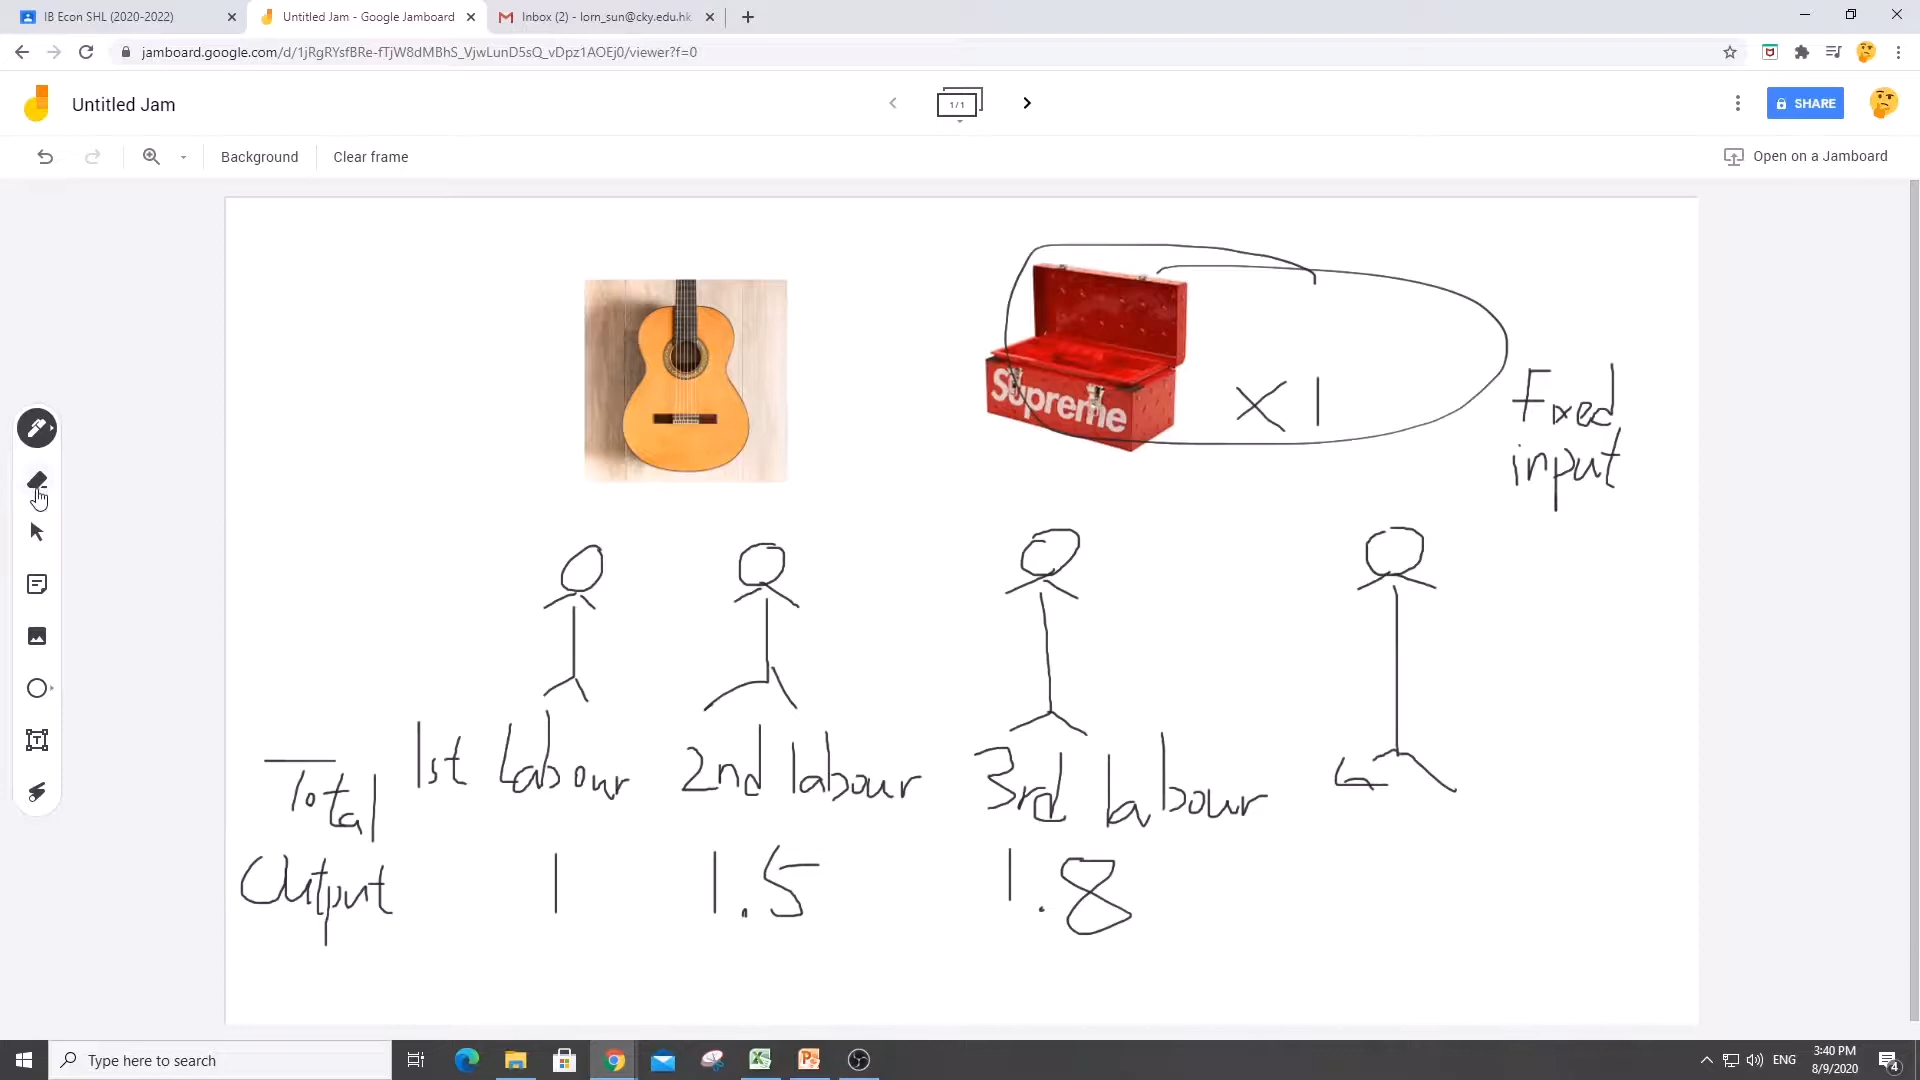 IB Econ SHL (2020-2022)
Untitled Jam - Google Jamboard
Inbox (2) - lorn_sun@cky.edu.hk
jamboard.google.com/d/1jRgRYsfBRe-fTjW8dMBhS_VjwLunD5sQ_vDpz1AOEj0/viewer?f=0
Untitled Jam
1/1
SHARE
Background
Clear frame
Open on a Jamboard
Supreme
X 1
Fixed
input
1st Labour
2nd labour
3rd labour
Total
Output
1
1.5
1.8
Type here to search
ENG
3:40 PM
8/9/2020
4